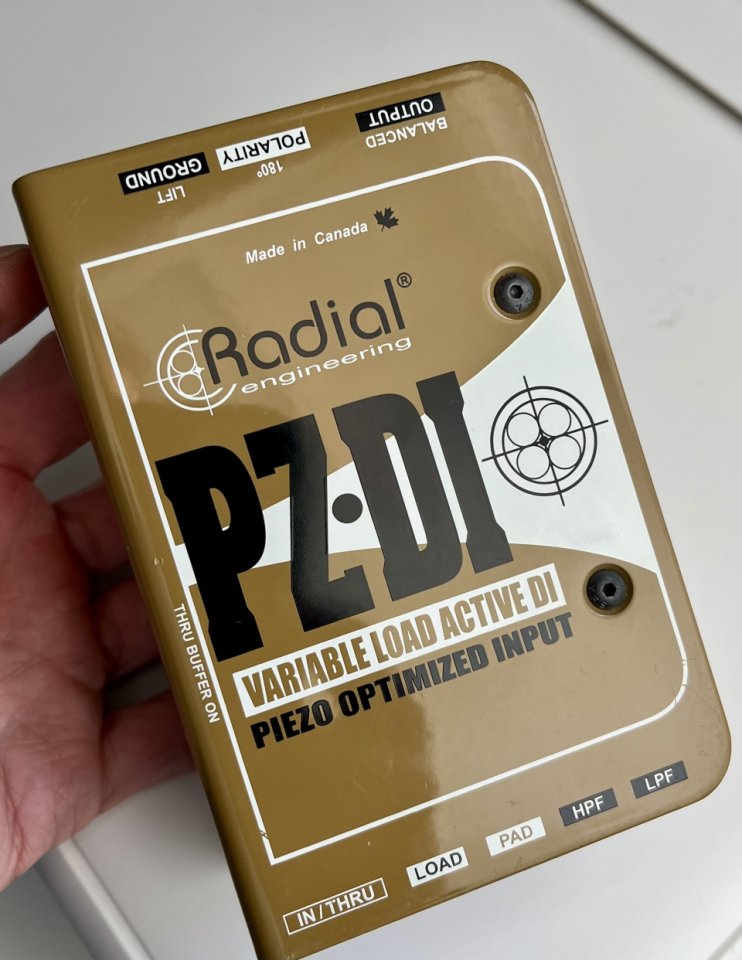 LIFT
GROUND
180°
POLARITY
BALANCED
OUTPUT
Made in Canada
Radial®
engineering
PZ·DI
VARIABLE LOAD ACTIVE DI
PIEZO OPTIMIZED INPUT
THRU BUFFER ON
IN/THRU
LOAD
PAD
HPF
LPF